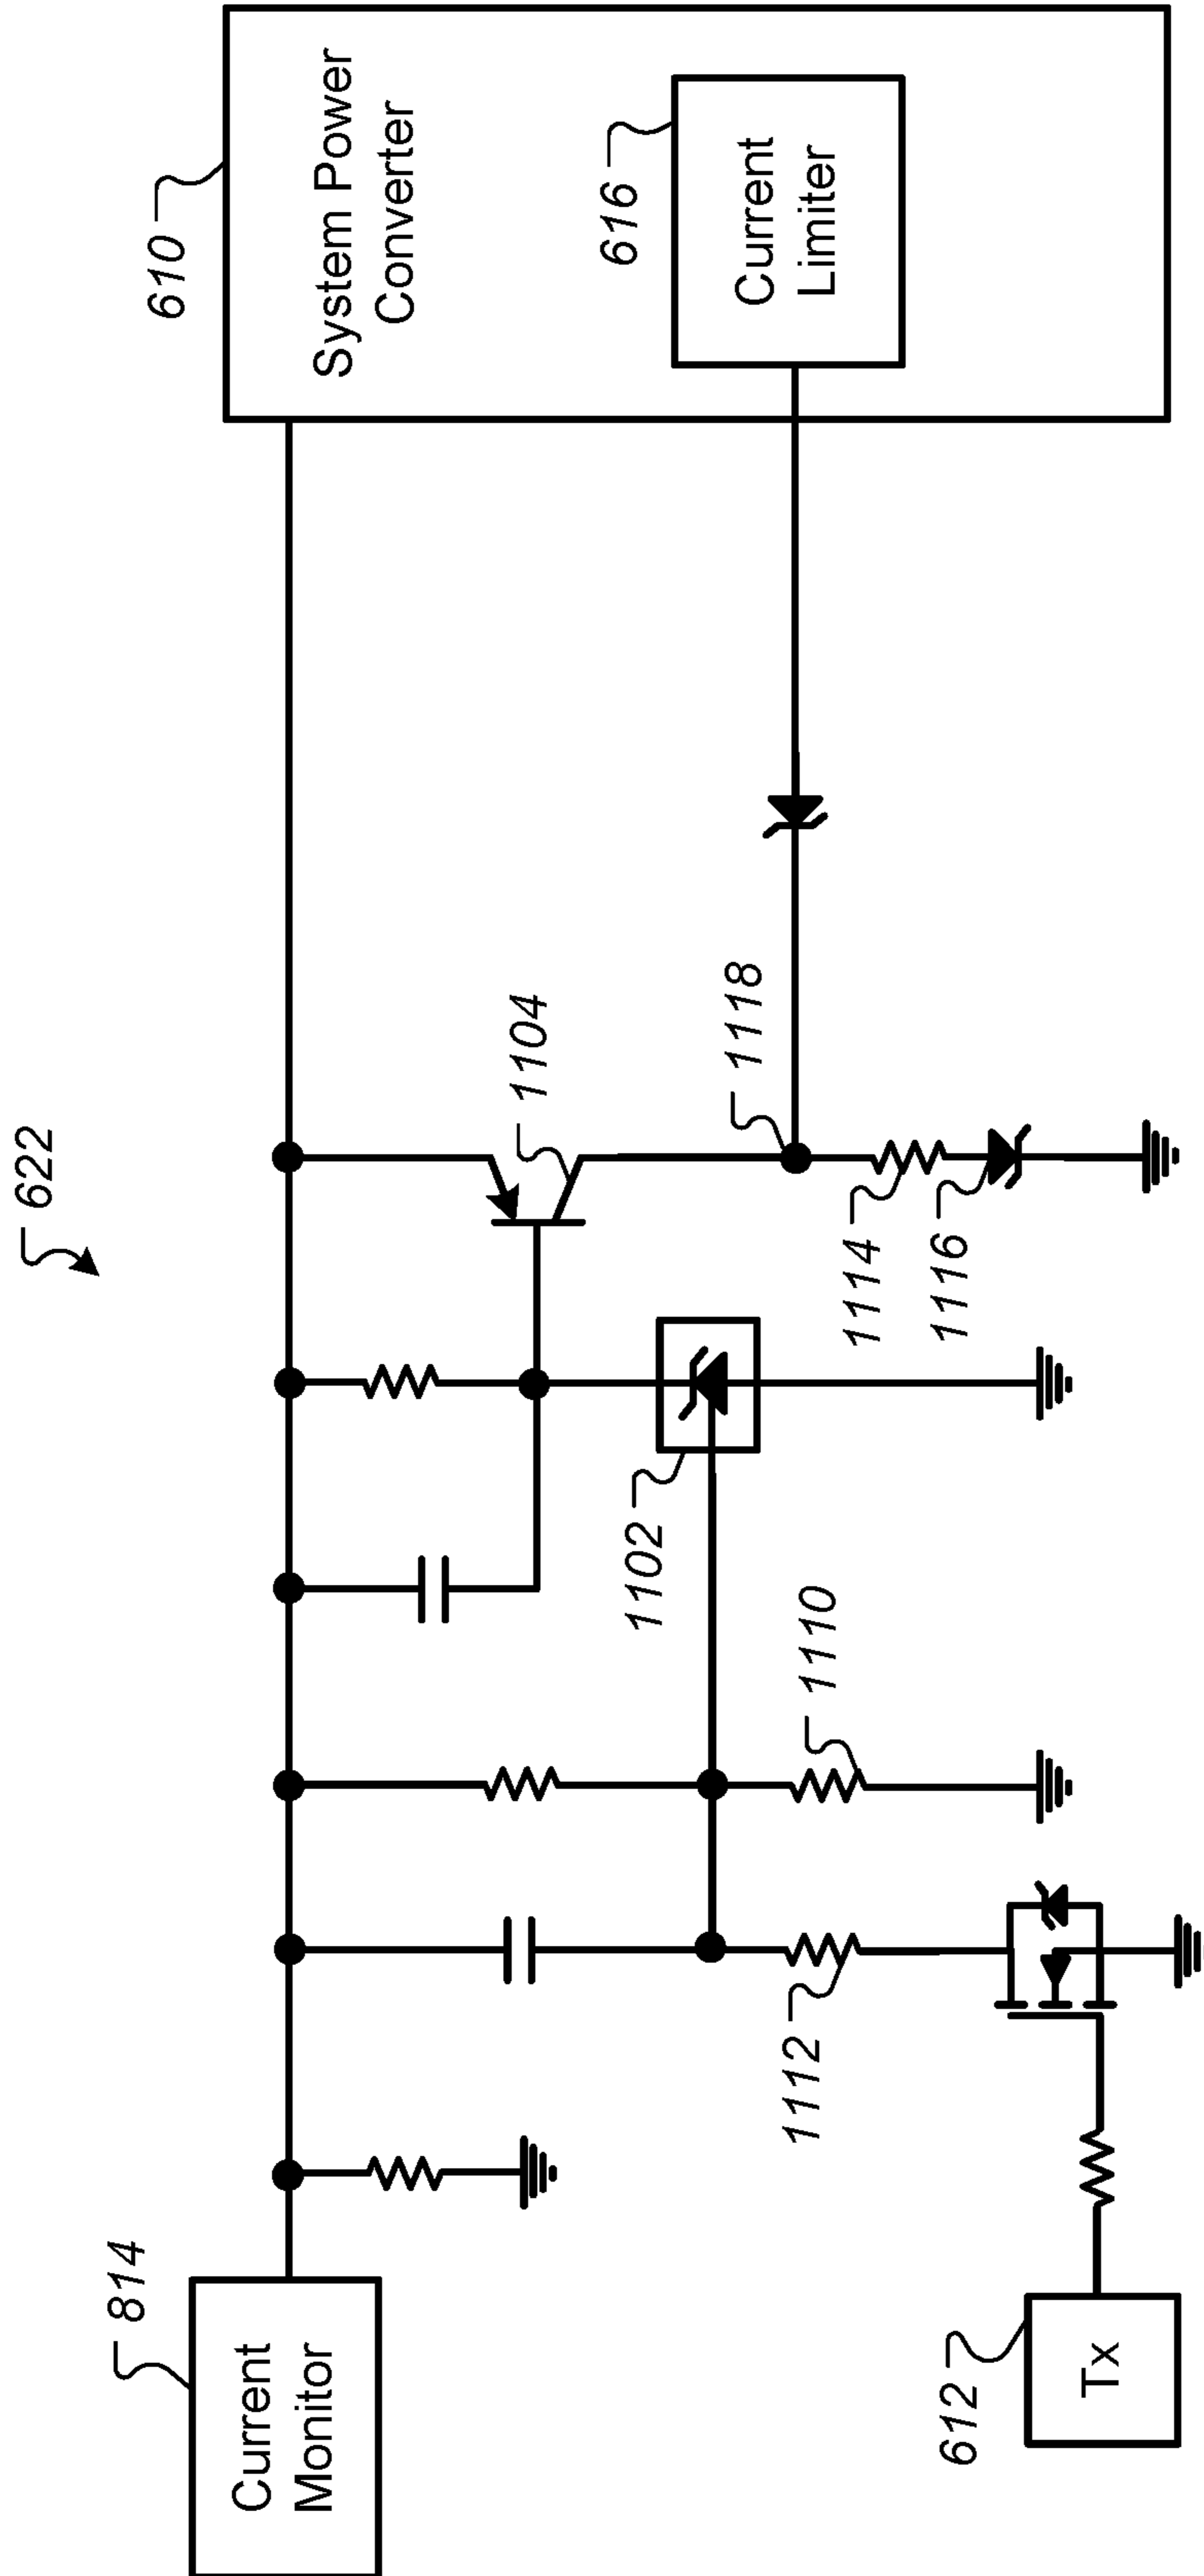 622
814
Current
Monitor
612
Tx
1112
1110
1102
1104
1114
1116
1118
610
System Power
Converter
616
Current
Limiter